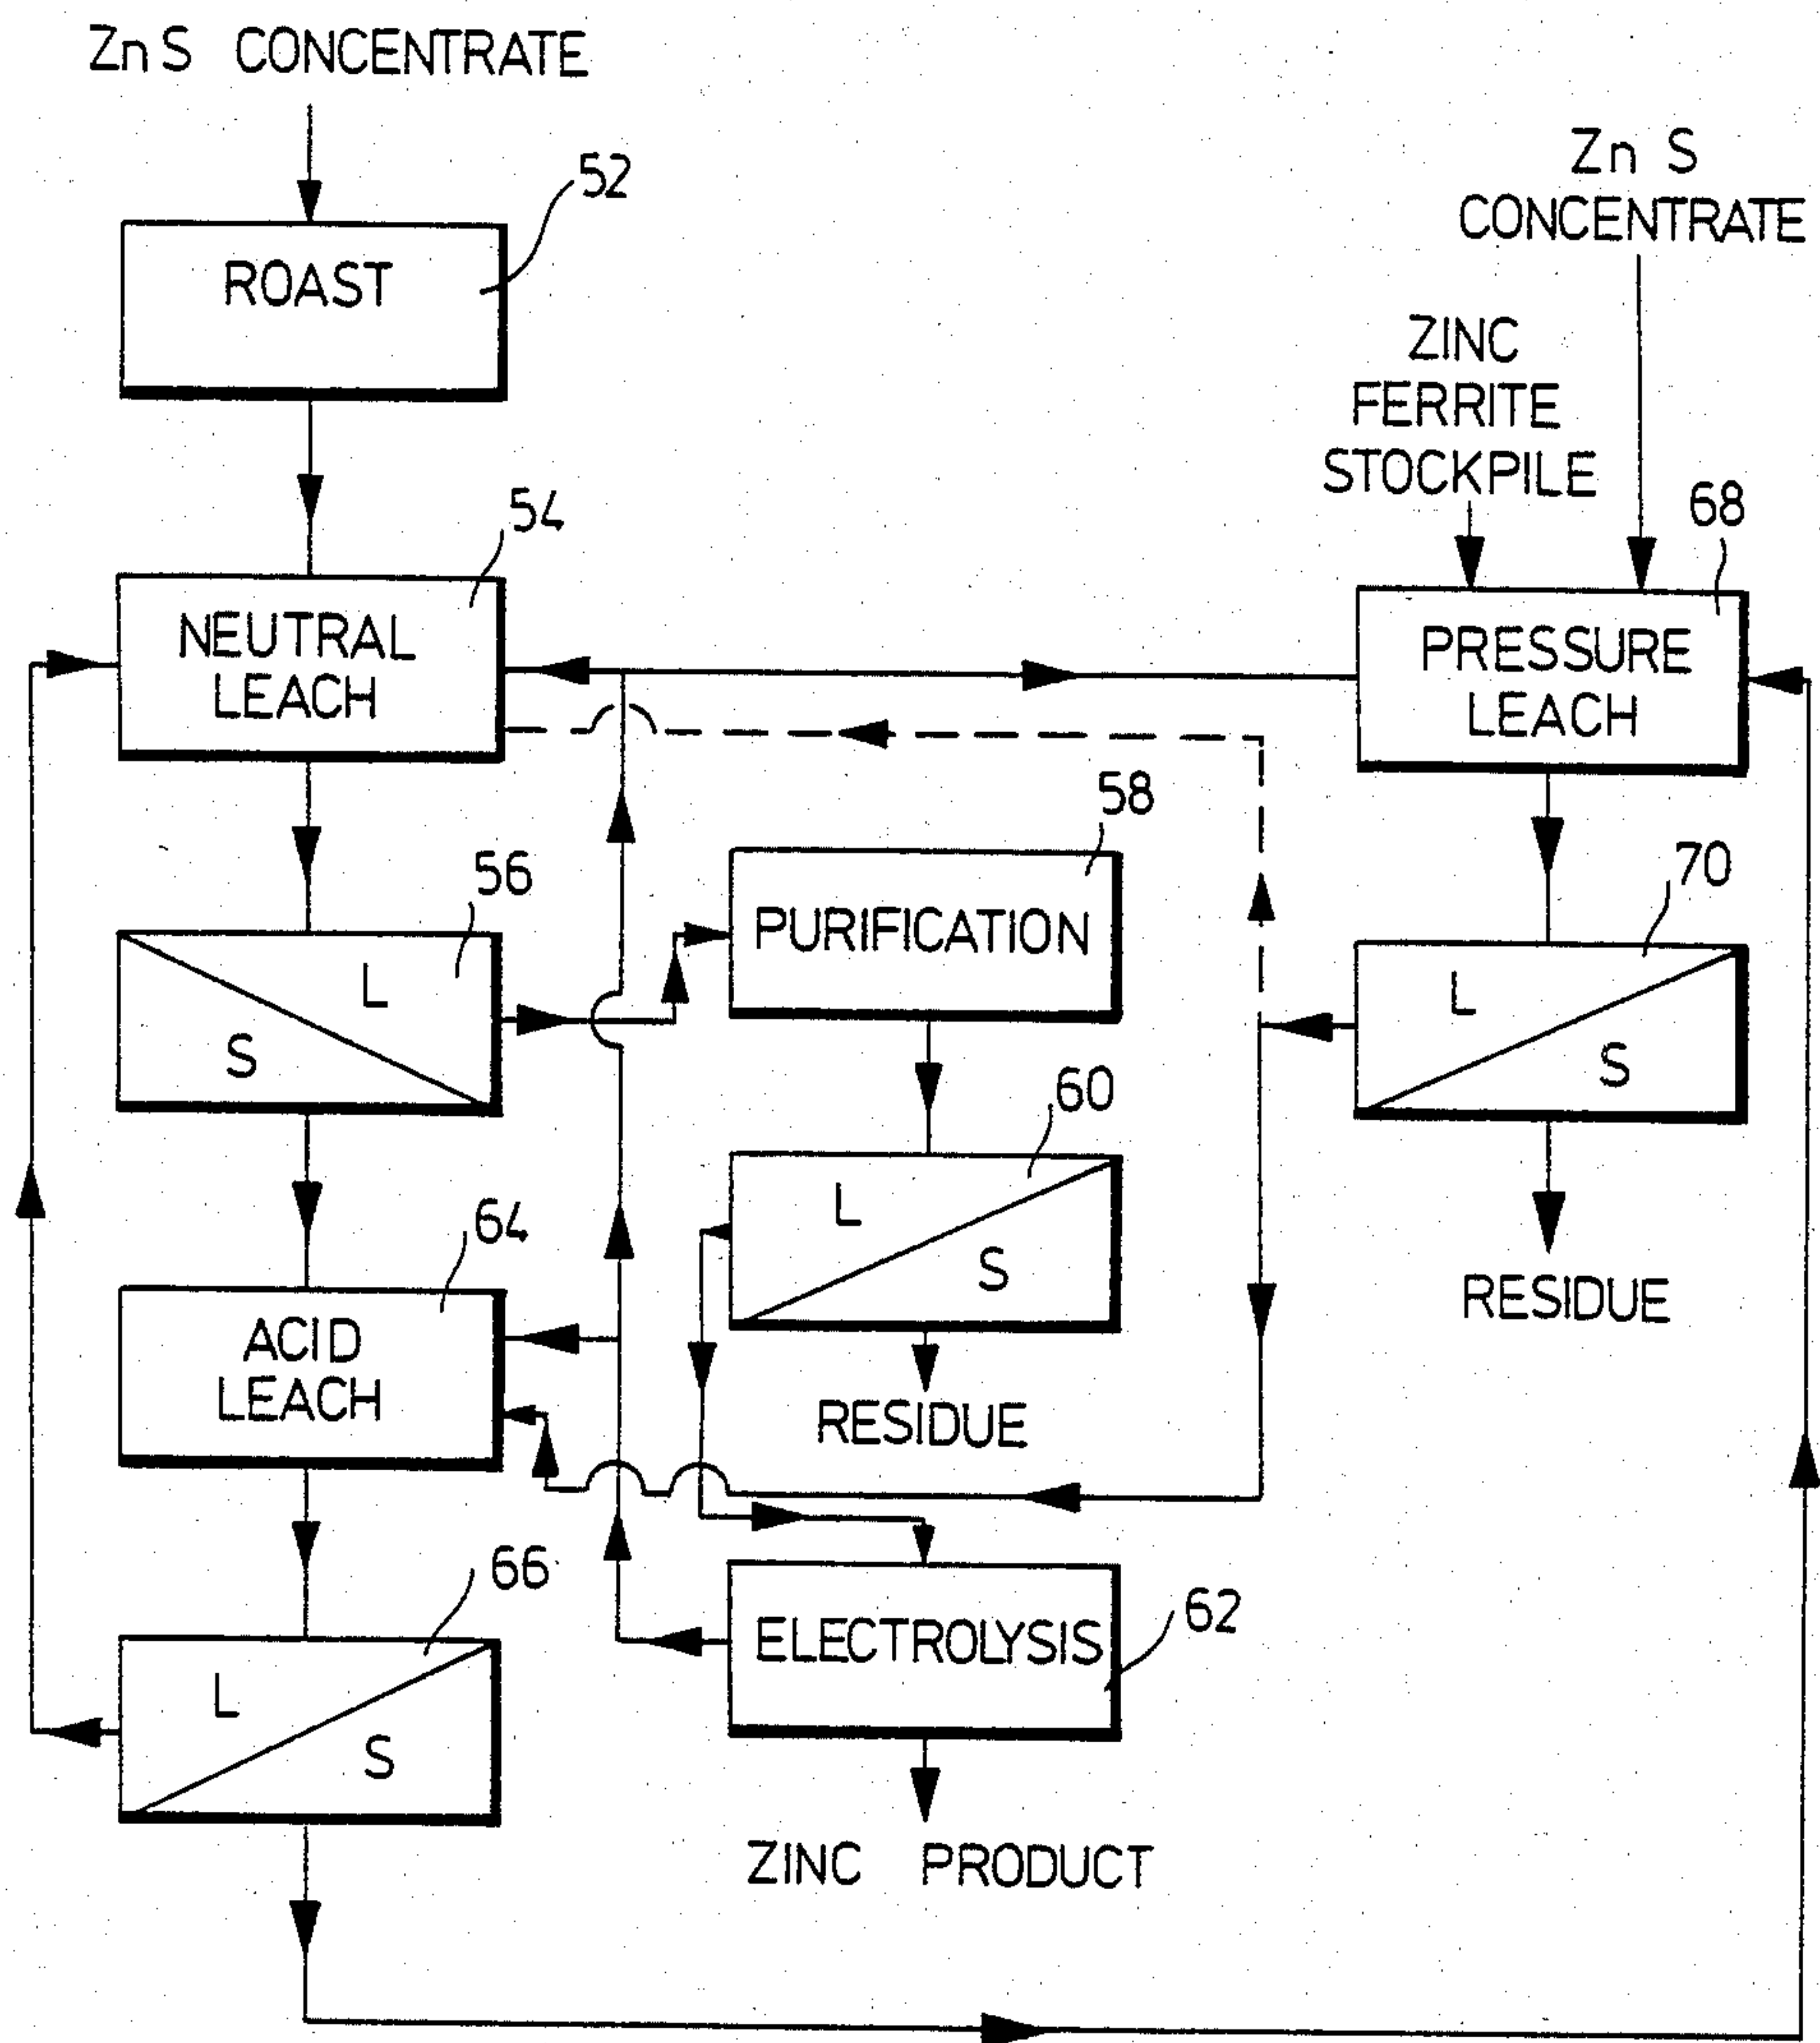 Zn S CONCENTRATE
52
ROAST
Zn S
CONCENTRATE
ZINC
FERRITE
STOCKPILE
54
68
NEUTRAL
LEACH
PRESSURE
LEACH
58
56
70
PURIFICATION
L
S
L
S
60
64
L
S
RESIDUE
ACID
LEACH
RESIDUE
66
62
ELECTROLYSIS
L
S
ZINC PRODUCT